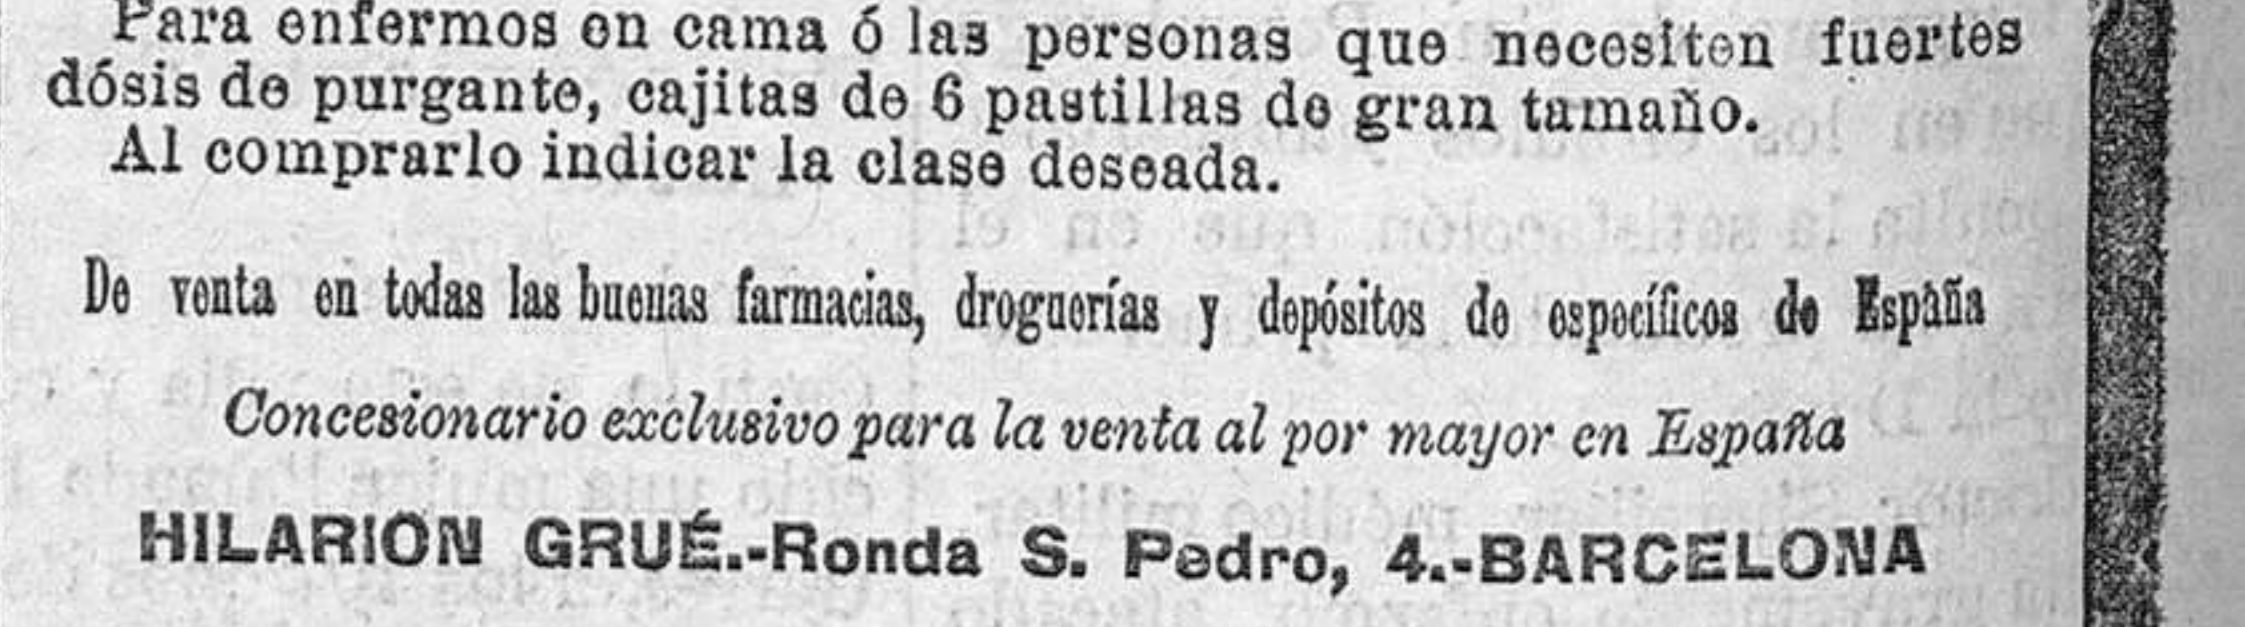 Para enfermos en cama ó las personas que necesiten fuertes
dósis de purgante, cajitas de 6 pastillas de gran tamaño.
Al comprarlo indicar la clase deseada.
De venta en todas las buenas farmacias, droguerías y depósitos de específicos de España
Concesionario exclusivo para la venta al por mayor en España
HILARION GRUÉ.-Ronda S. Pedro, 4.-BARCELONA